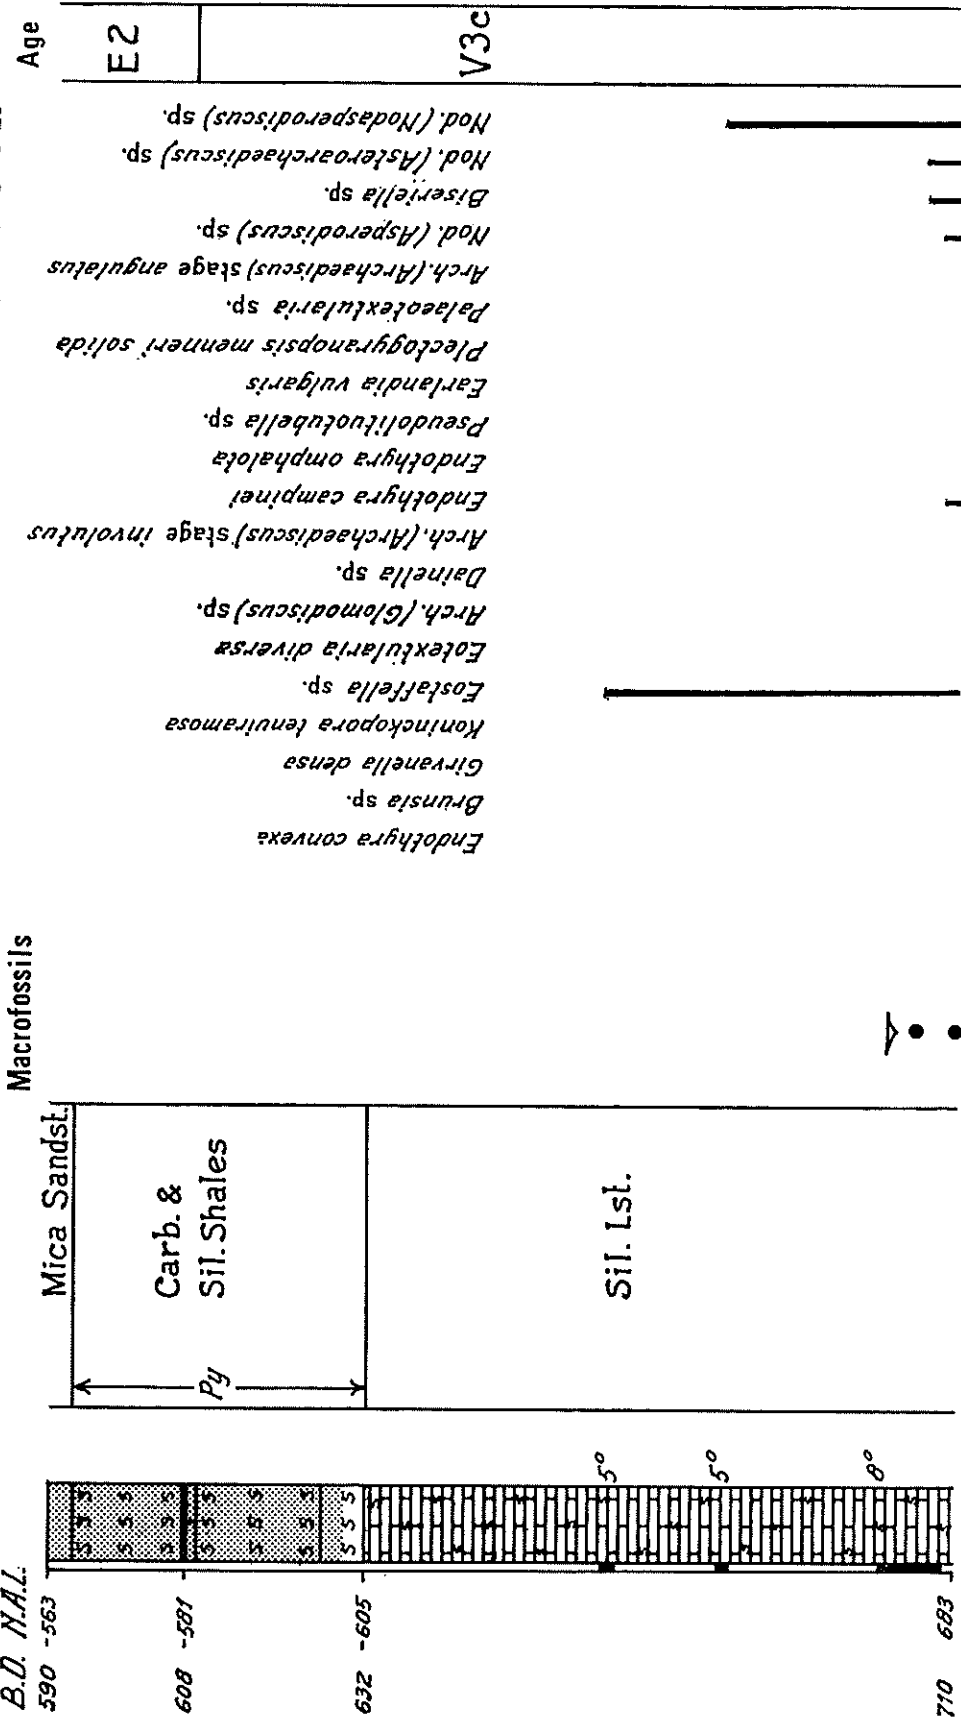 Age
E2
V3c
Nod. (Nodasperodiscus) sp.
Nod. (Asteroarchaediscus) sp.
Biseriella sp.
Nod (Asperodiscus) sp.
Arch. (Archaediscus) stage angulatus
Palaeotextularia sp.
Plectogyranopsis menneri solida
Earlandia vulgaris
Pseudolituotubella sp.
Endothyra omphalota
Endothyra campinei
Arch. (Archaediscus) stage involutus
Dainella sp.
Arch. (Glomodiscus) sp.
Eotextularia diversa
Eostaffella sp.
Koninckopora tenuiramosa
Girvanella densa
Brunsia sp.
Endothyra convexa
Macrofossils
Mica Sandst.
Carb. &
Sil. Shales
Py
Sil. Lst.
5°
5°
8°
B.D. N.A.L.
590 -563
608 -581
632 -605
710 683